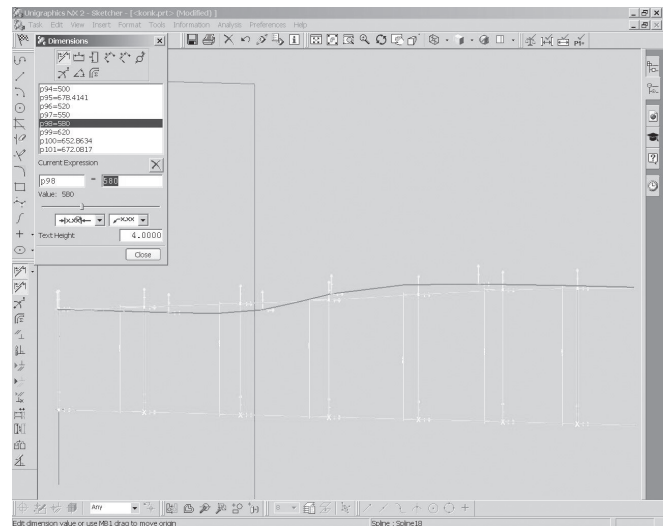 Unigraphics NX 2 - Sketcher - [<konk.prt> (Modified) ]
Task Edit View Insert Format Tools Information Analysis Preferences Help
Dimensions
p94=500
p95=678.4141
p96=520
p97=550
p98=580
p99=620
p100=652.8634
p101=672.0817
Current Expression
p98 = 580
Value: 580
Text Height 4.0000
Close
Any
Edit dimension value or use MB1 drag to move origin
Spline : Spline18